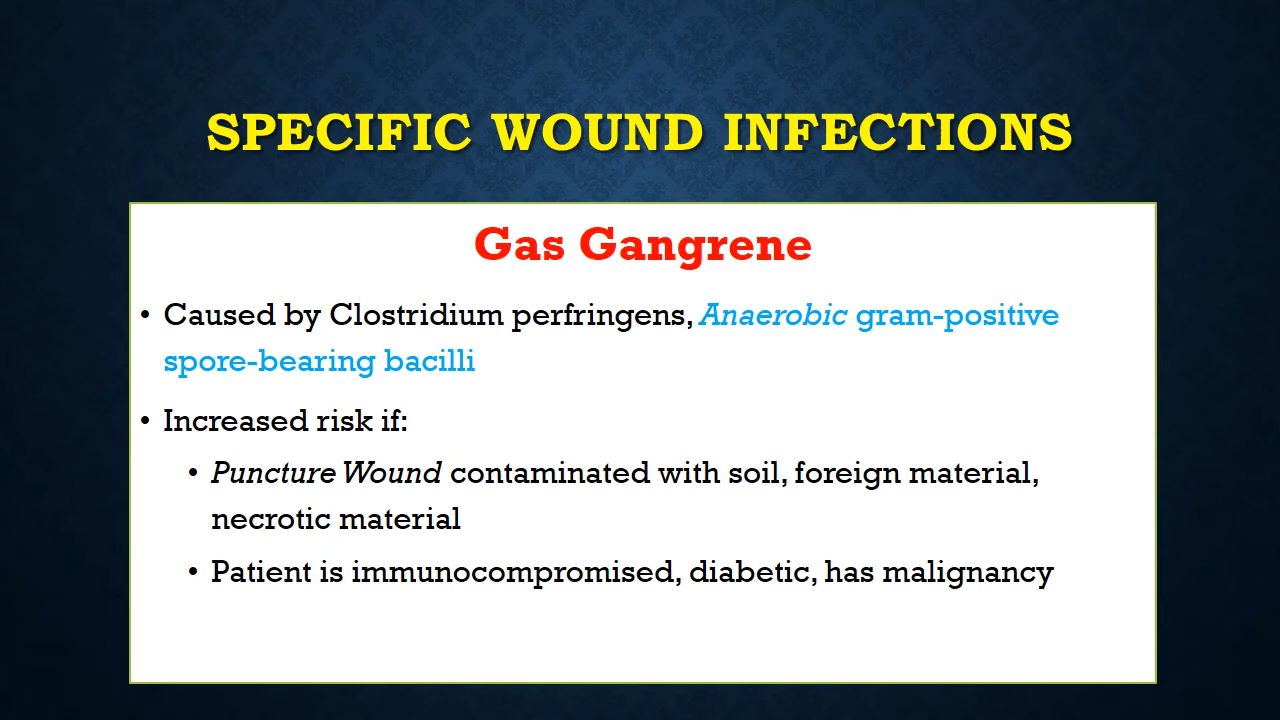 SPECIFIC WOUND INFECTIONS
Gas Gangrene
• Caused by Clostridium perfringens, Anaerobic gram-positive
spore-bearing bacilli
• Increased risk if:
• Puncture Wound contaminated with soil, foreign material,
necrotic material
• Patient is immunocompromised, diabetic, has malignancy